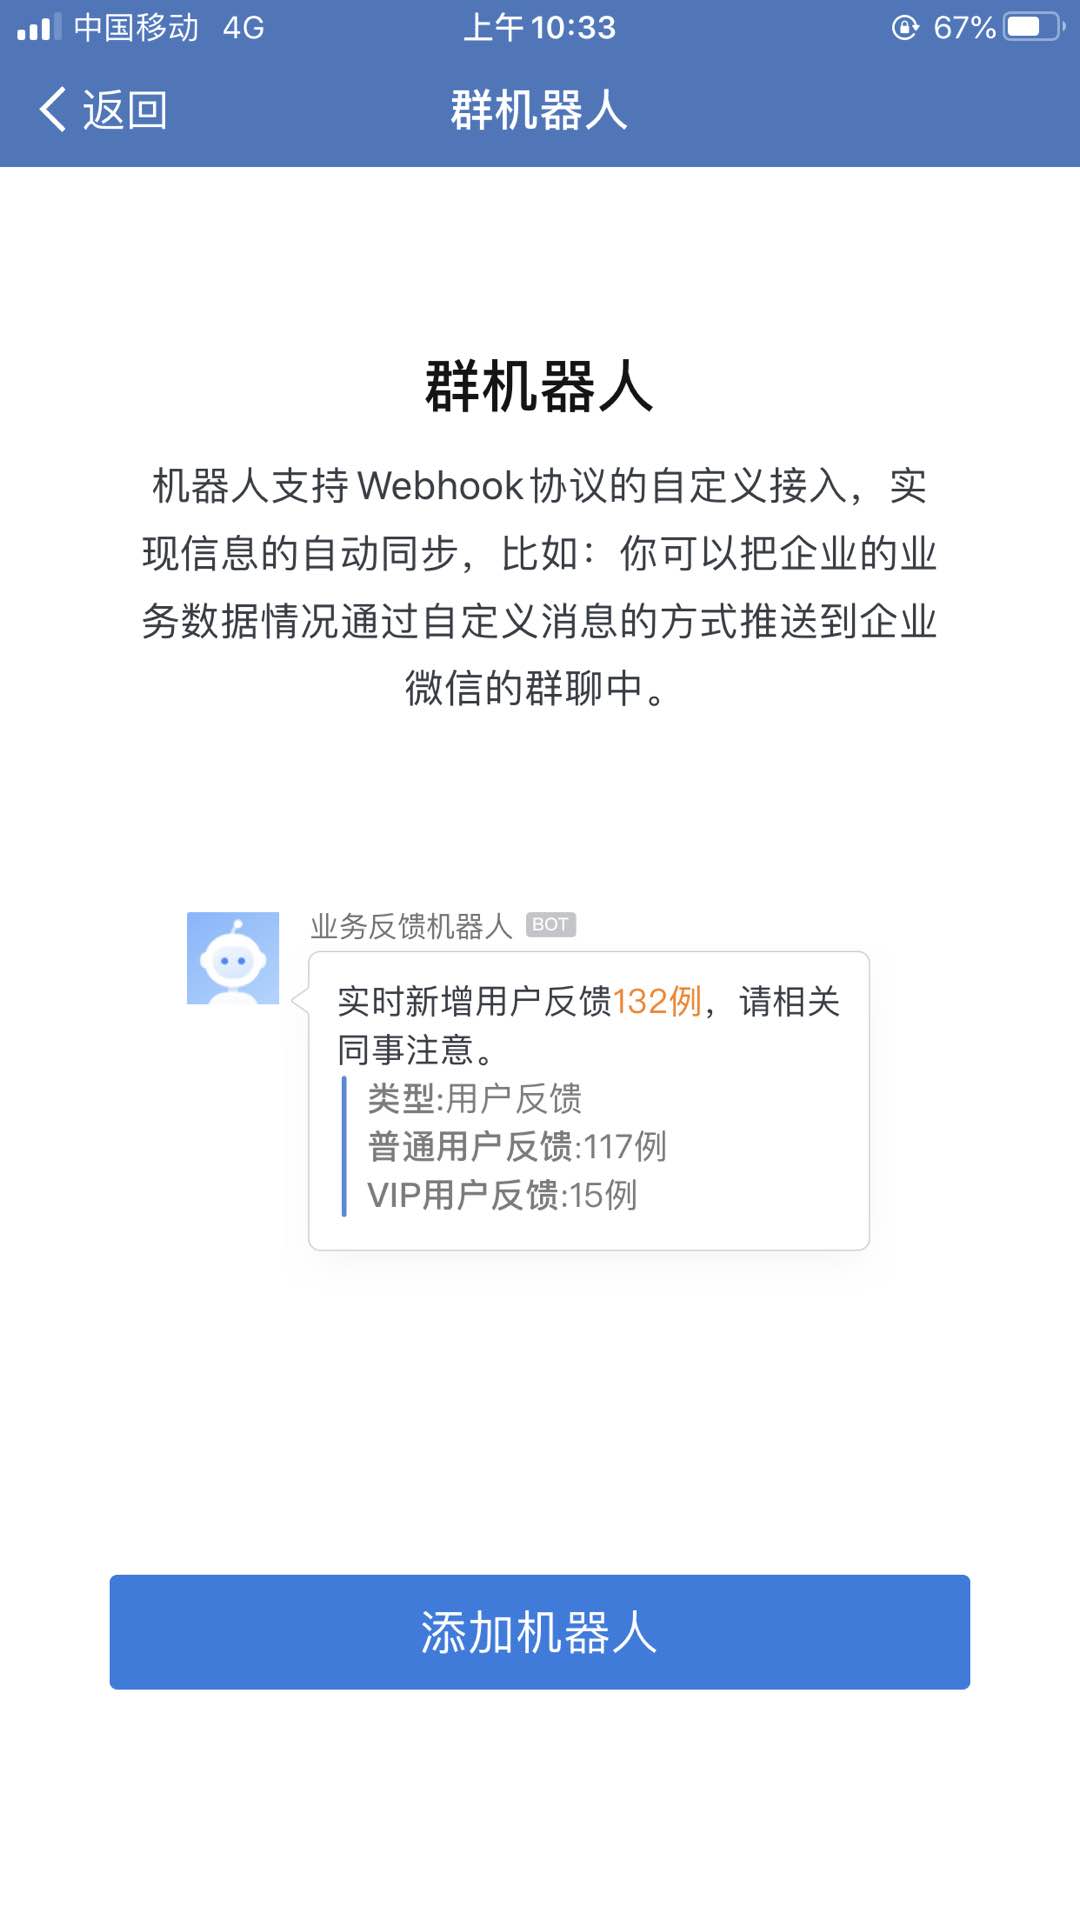 中国移动 4G 上午10:33 67%
返回 群机器人
群机器人
机器人支持Webhook协议的自定义接入，实
现信息的自动同步，比如：你可以把企业的业
务数据情况通过自定义消息的方式推送到企业
微信的群聊中。
业务反馈机器人 BOT
实时新增用户反馈132例，请相关
同事注意。
类型:用户反馈
普通用户反馈:117例
VIP用户反馈:15例
添加机器人